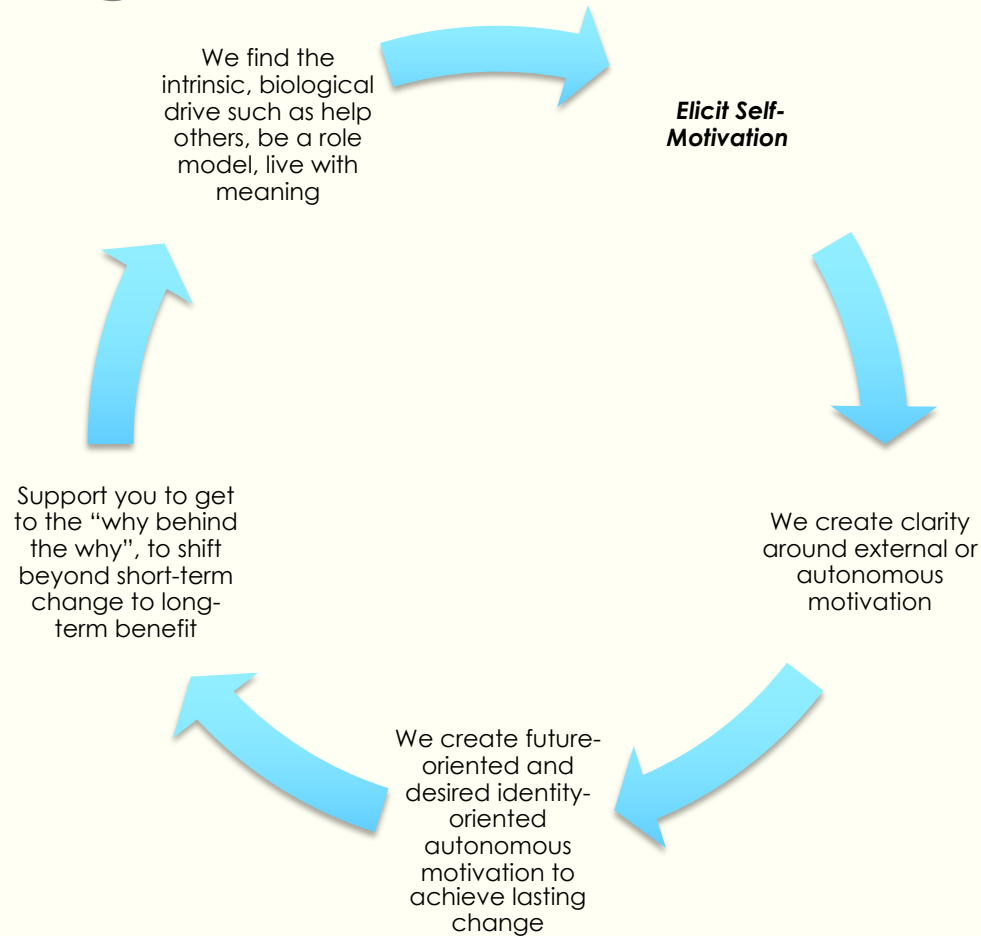 Elicit Self-
Motivation
We create clarity
around external or
autonomous
motivation
We create future-
oriented and
desired identity-
oriented
autonomous
motivation to
achieve lasting
change
Support you to get
to the “why behind
the why”, to shift
beyond short-term
change to long-
term benefit
We find the
intrinsic, biological
drive such as help
others, be a role
model, live with
meaning